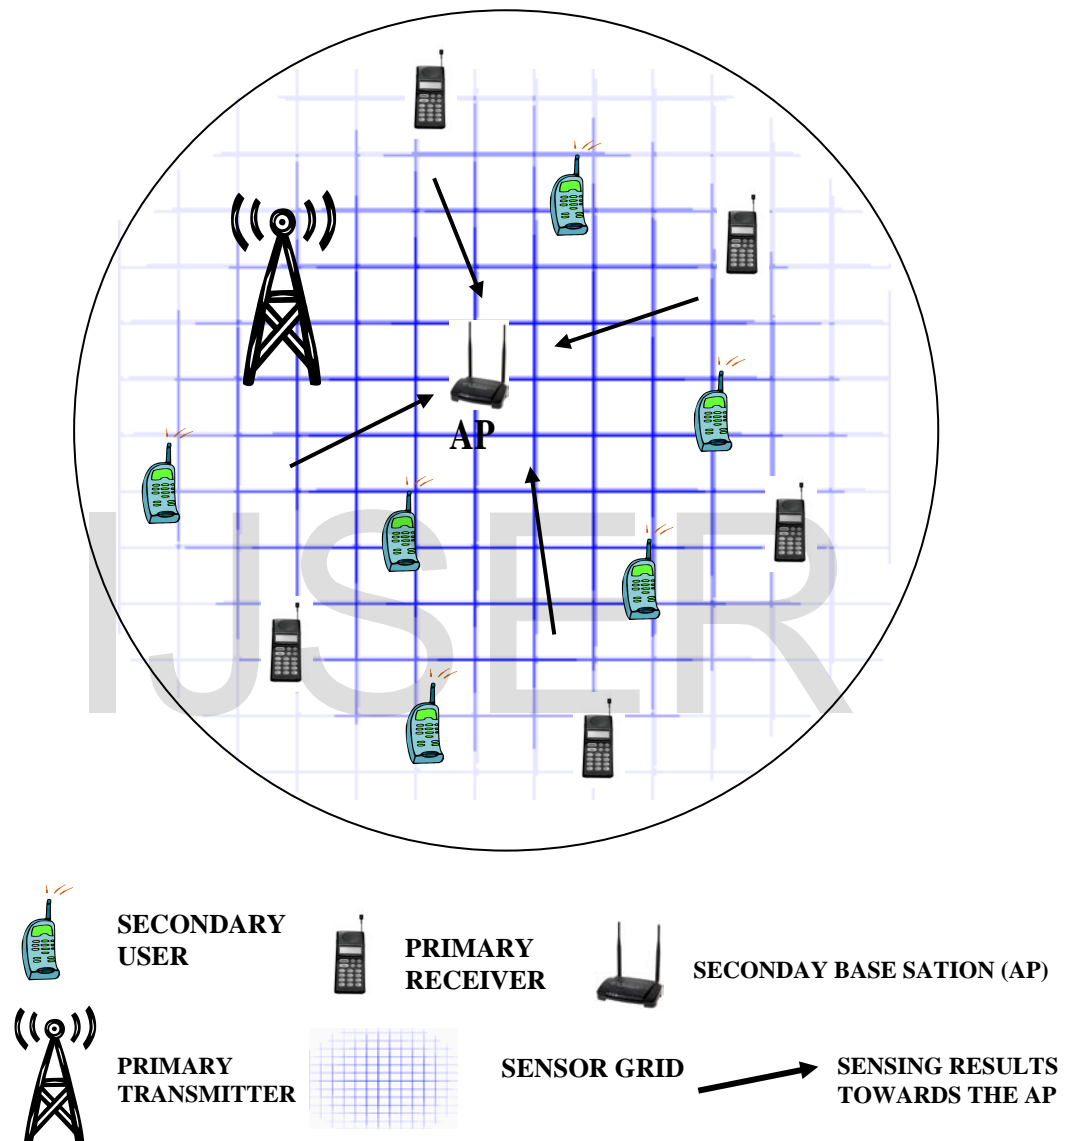 AP
IJSER
SECONDARY
USER
PRIMARY
RECEIVER
SECONDAY BASE SATION (AP)
PRIMARY
TRANSMITTER
SENSOR GRID
SENSING RESULTS
TOWARDS THE AP